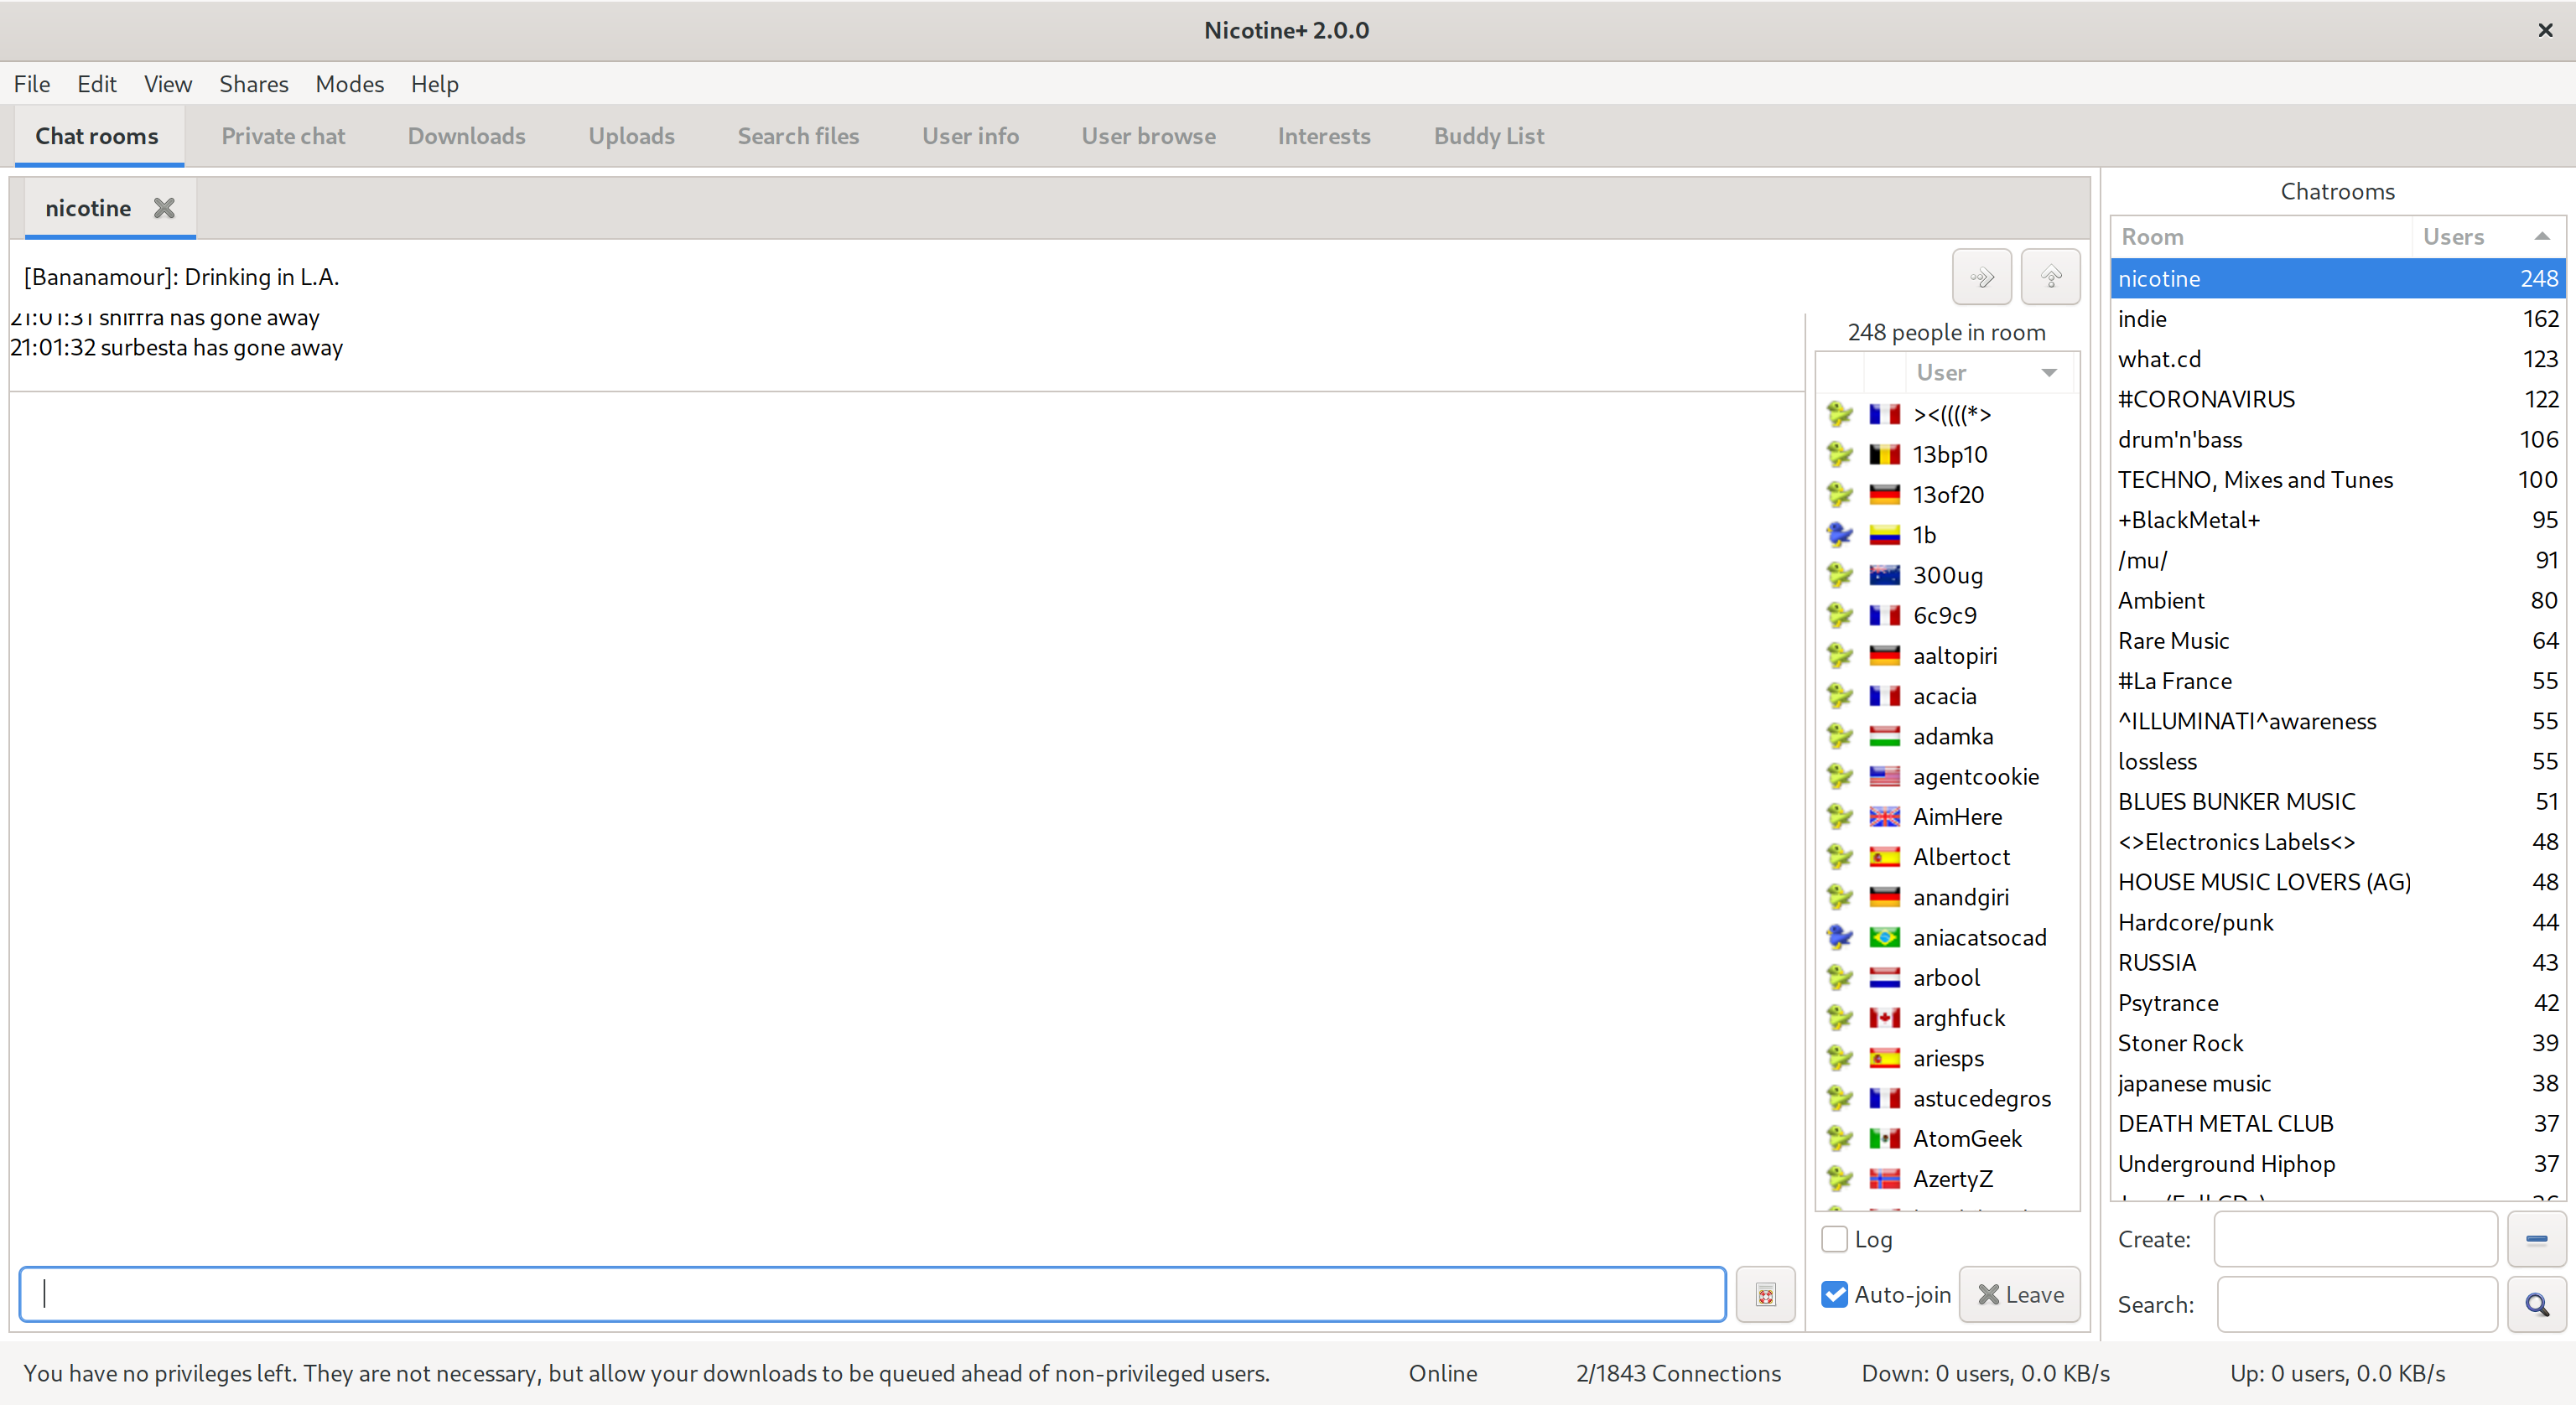 Nicotine+ 2.0.0
File Edit View Shares Modes Help
Chat rooms Private chat Downloads Uploads Search files User info User browse Interests Buddy List
nicotine
[Bananamour]: Drinking in L.A.
21:01:31 sniffra has gone away
21:01:32 surbesta has gone away
248 people in room
User
><((((*>
13bp10
13of20
1b
300ug
6c9c9
aaltopiri
acacia
adamka
agentcookie
AimHere
Albertoct
anandgiri
aniacatsocad
arbool
arghfuck
ariesps
astucedegros
AtomGeek
AzertyZ
Log
Auto-join Leave
Chatrooms
Room Users
nicotine 248
indie 162
what.cd 123
#CORONAVIRUS 122
drum'n'bass 106
TECHNO, Mixes and Tunes 100
+BlackMetal+ 95
/mu/ 91
Ambient 80
Rare Music 64
#La France 55
^ILLUMINATI^awareness 55
lossless 55
BLUES BUNKER MUSIC 51
<>Electronics Labels<> 48
HOUSE MUSIC LOVERS (AG) 48
Hardcore/punk 44
RUSSIA 43
Psytrance 42
Stoner Rock 39
japanese music 38
DEATH METAL CLUB 37
Underground Hiphop 37
Create:
Search:
You have no privileges left. They are not necessary, but allow your downloads to be queued ahead of non-privileged users. Online 2/1843 Connections Down: 0 users, 0.0 KB/s Up: 0 users, 0.0 KB/s